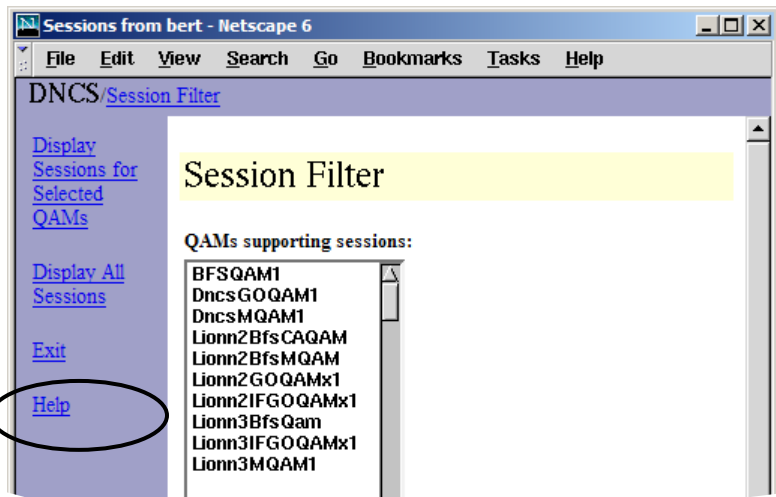 Sessions from bert - Netscape 6
File Edit View Search Go Bookmarks Tasks Help
DNCS/Session Filter
Display
Sessions for
Selected
QAMs
Display All
Sessions
Exit
Help
Session Filter
QAMs supporting sessions:
BFSQAM1
DncsGOQAM1
DncsMQAM1
Lionn2BfsCAQAM
Lionn2BfsMQAM
Lionn2GOQAMx1
Lionn2IFGOQAMx1
Lionn3BfsQam
Lionn3IFGOQAMx1
Lionn3MQAM1